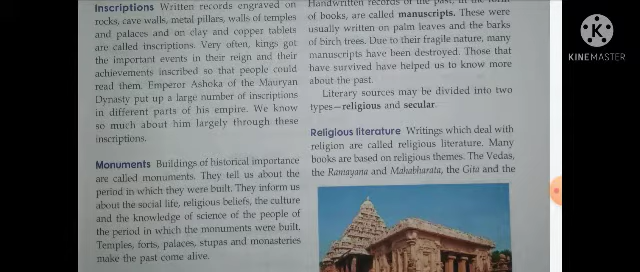 Inscriptions Written records engraved on
rocks, cave walls, metal pillars, walls of temples
and palaces and on clay and copper tablets
are called inscriptions. Very often, kings got
the important events in their reign and their
achievements inscribed so that people could
read them. Emperor Ashoka of the Mauryan
Dynasty put up a large number of inscriptions
in different parts of his empire. We know
so much about him largely through these
inscriptions.
Monuments Buildings of historical importance
are called monuments. They tell us about the
period in which they were built. They inform us
about the social life, religious beliefs, the culture
and the knowledge of science of the people of
the period in which the monuments were built.
Temples, forts, palaces, stupas and monasteries
make the past come alive.
Handwritten records of the past, in the form
of books, are called manuscripts. These were
usually written on palm leaves and the barks
of birch trees. Due to their fragile nature, many
manuscripts have been destroyed. Those that
have survived have helped us to know more
about the past.
Literary sources may be divided into two
types—religious and secular.
Religious literature Writings which deal with
religion are called religious literature. Many
books are based on religious themes. The Vedas,
the Ramayana and Mahabharata, the Gita and the
KINEMASTER